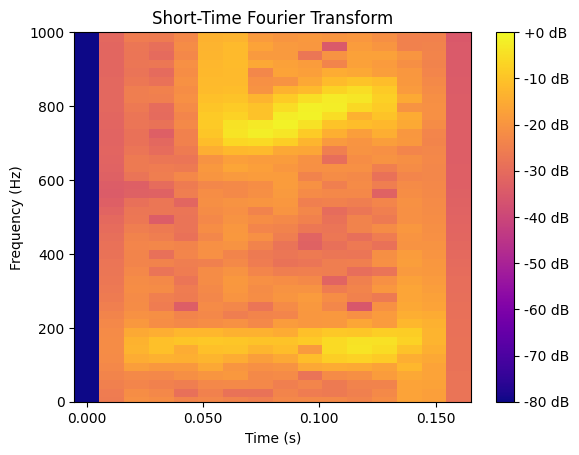 Short-Time Fourier Transform
1000
800
600
400
200
0
Frequency (Hz)
0.000
0.050
0.100
0.150
Time (s)
+0 dB
-10 dB
-20 dB
-30 dB
-40 dB
-50 dB
-60 dB
-70 dB
-80 dB